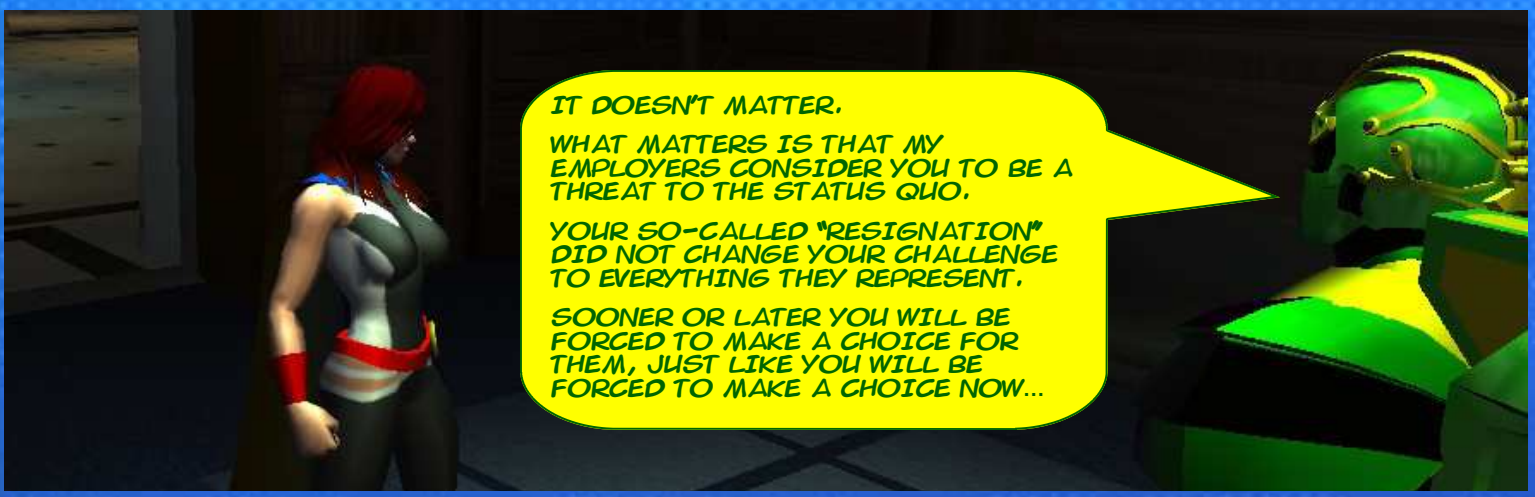 IT DOESN'T MATTER.
WHAT MATTERS IS THAT MY
EMPLOYERS CONSIDER YOU TO BE A
THREAT TO THE STATUS QUO.
YOUR SO-CALLED "RESIGNATION"
DID NOT CHANGE YOUR CHALLENGE
TO EVERYTHING THEY REPRESENT.
SOONER OR LATER YOU WILL BE
FORCED TO MAKE A CHOICE FOR
THEM, JUST LIKE YOU WILL BE
FORCED TO MAKE A CHOICE NOW...